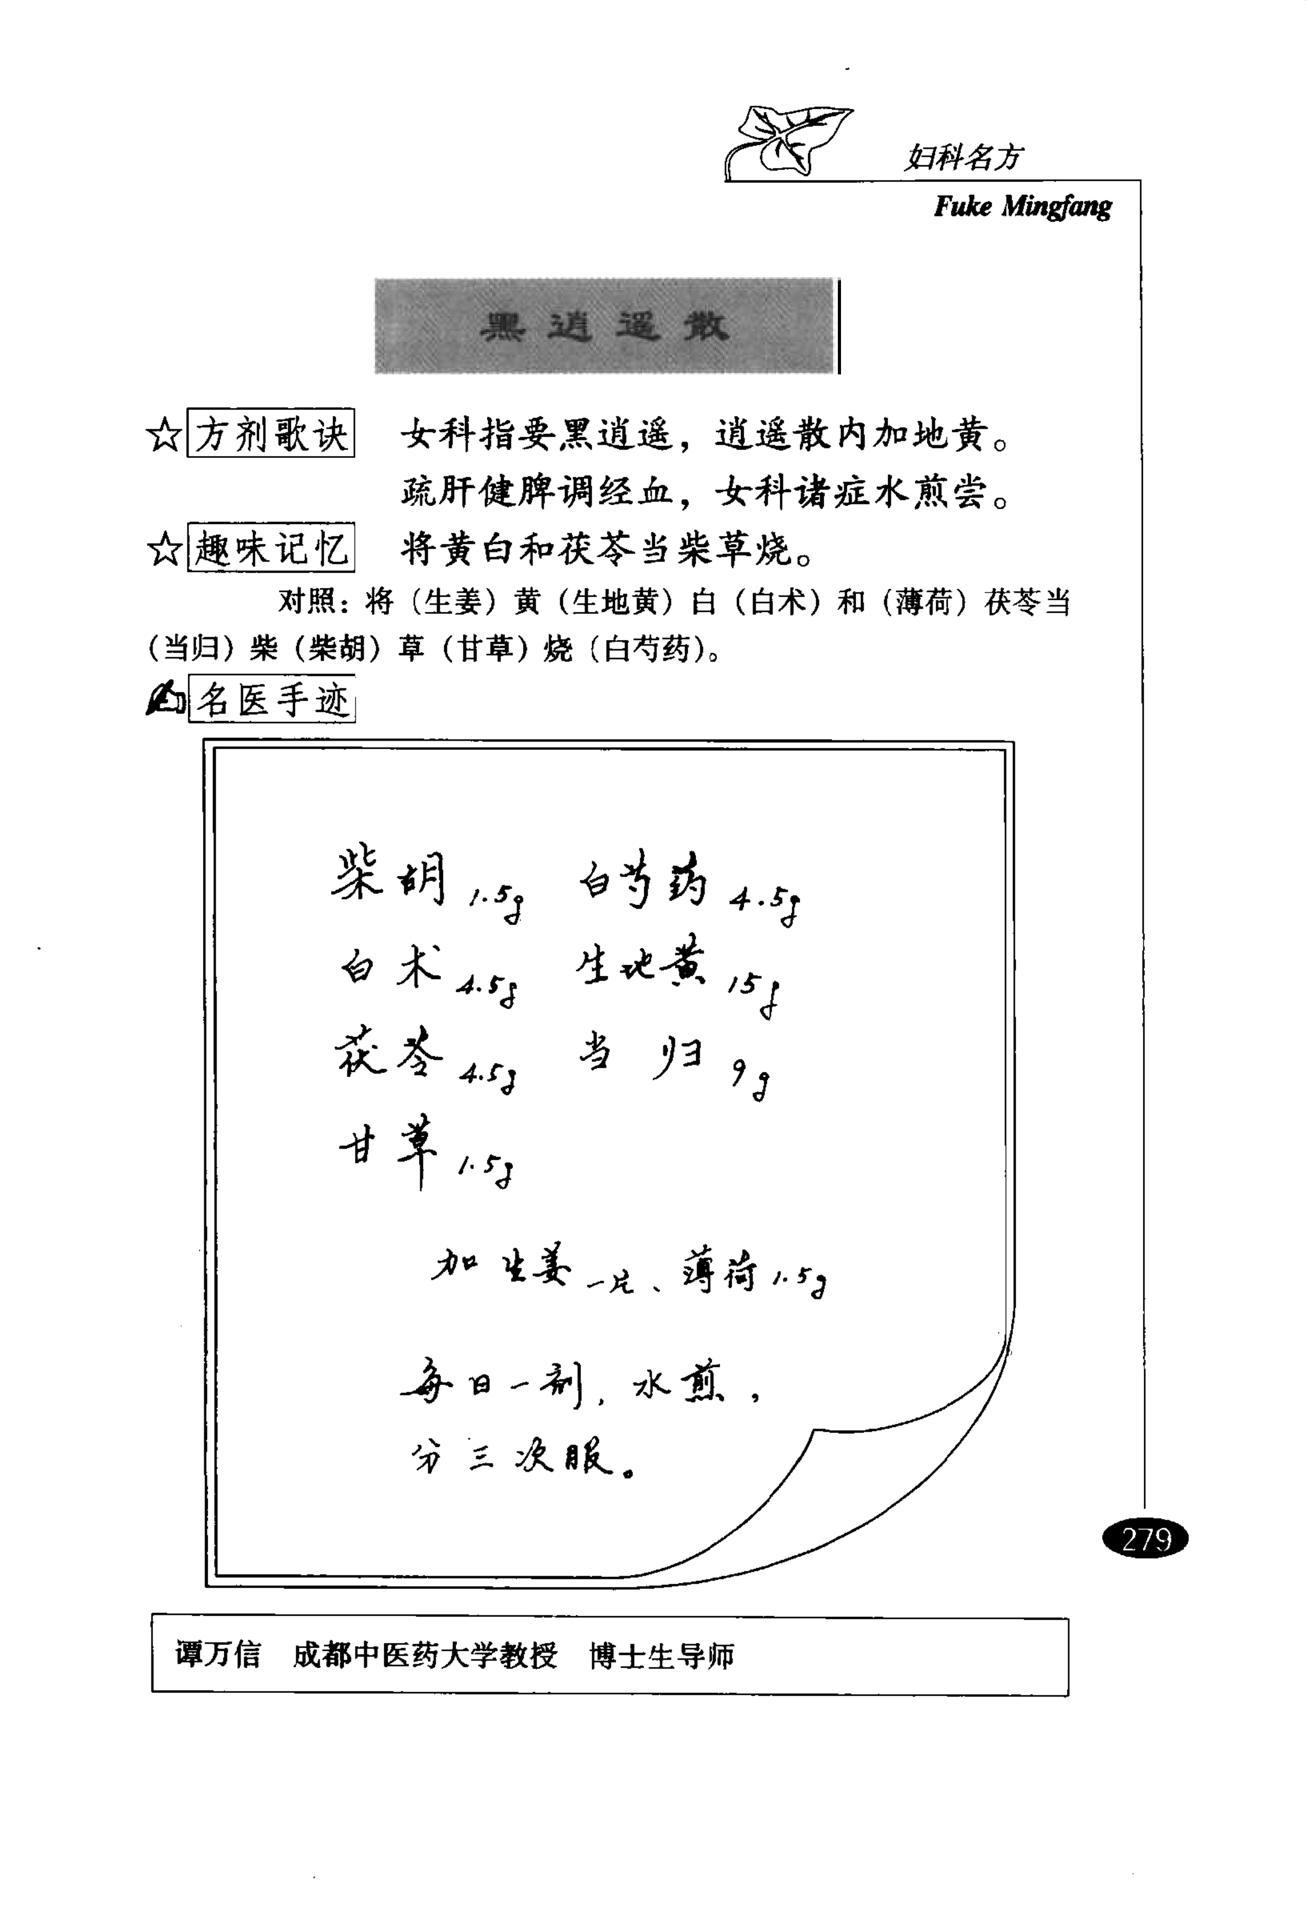 妇科名方
Fuke Mingfang
黑逍遥散
☆方剂歌诀 女科指要黑逍遥，逍遥散内加地黄。
疏肝健脾调经血，女科诸症水煎尝。
☆趣味记忆 将黄白和茯苓当柴草烧。
对照：将（生姜）黄（生地黄）白（白术）和（薄荷）茯苓当
（当归）柴（柴胡）草（甘草）烧（白芍药）。
名医手迹
柴胡1.5g 白芍药4.5g
白术4.5g 生地黄15g
茯苓4.5g 当归9g
甘草1.5g
加生姜一片、薄荷1.5g
每日一剂，水煎，
分三次服。
279
谭万信 成都中医药大学教授 博士生导师